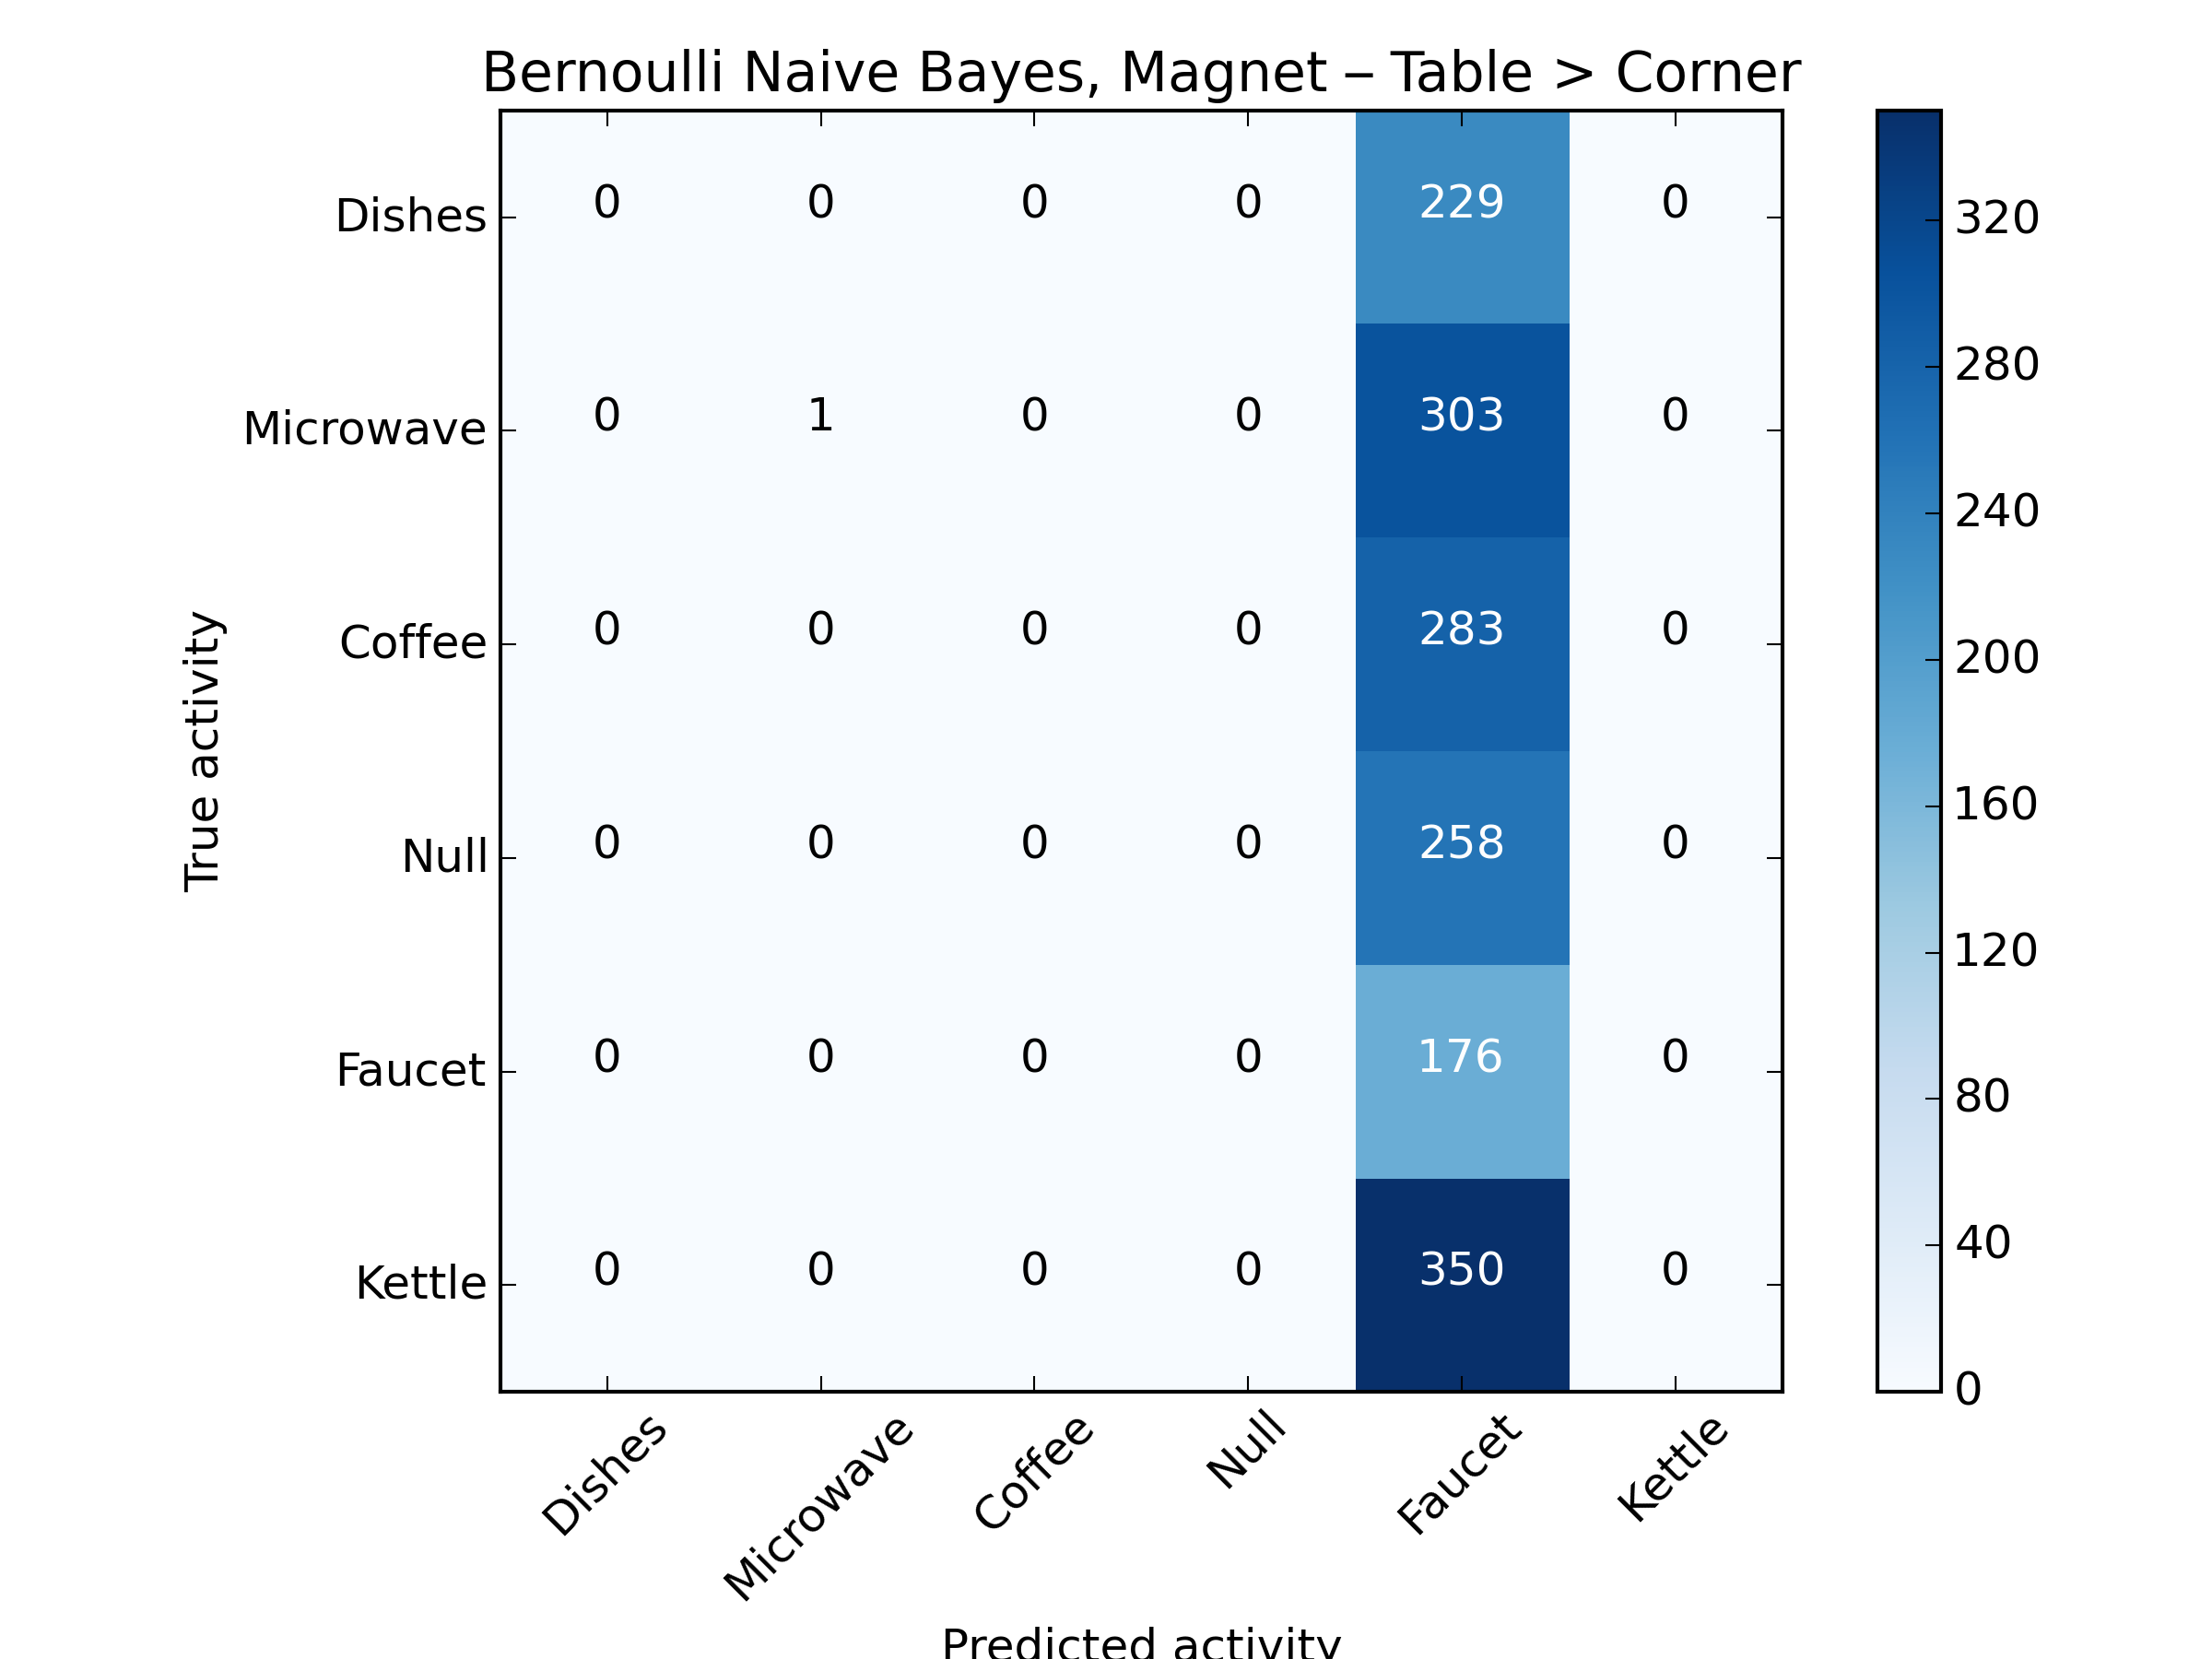 Bernoulli Naive Bayes, Magnet – Table > Corner
Dishes 0 0 0 0 229 0
Microwave 0 1 0 0 303 0
Coffee 0 0 0 0 283 0
Null 0 0 0 0 258 0
Faucet 0 0 0 0 176 0
Kettle 0 0 0 0 350 0
True activity
Dishes Microwave Coffee Null Faucet Kettle
Predicted activity
320
280
240
200
160
120
80
40
0